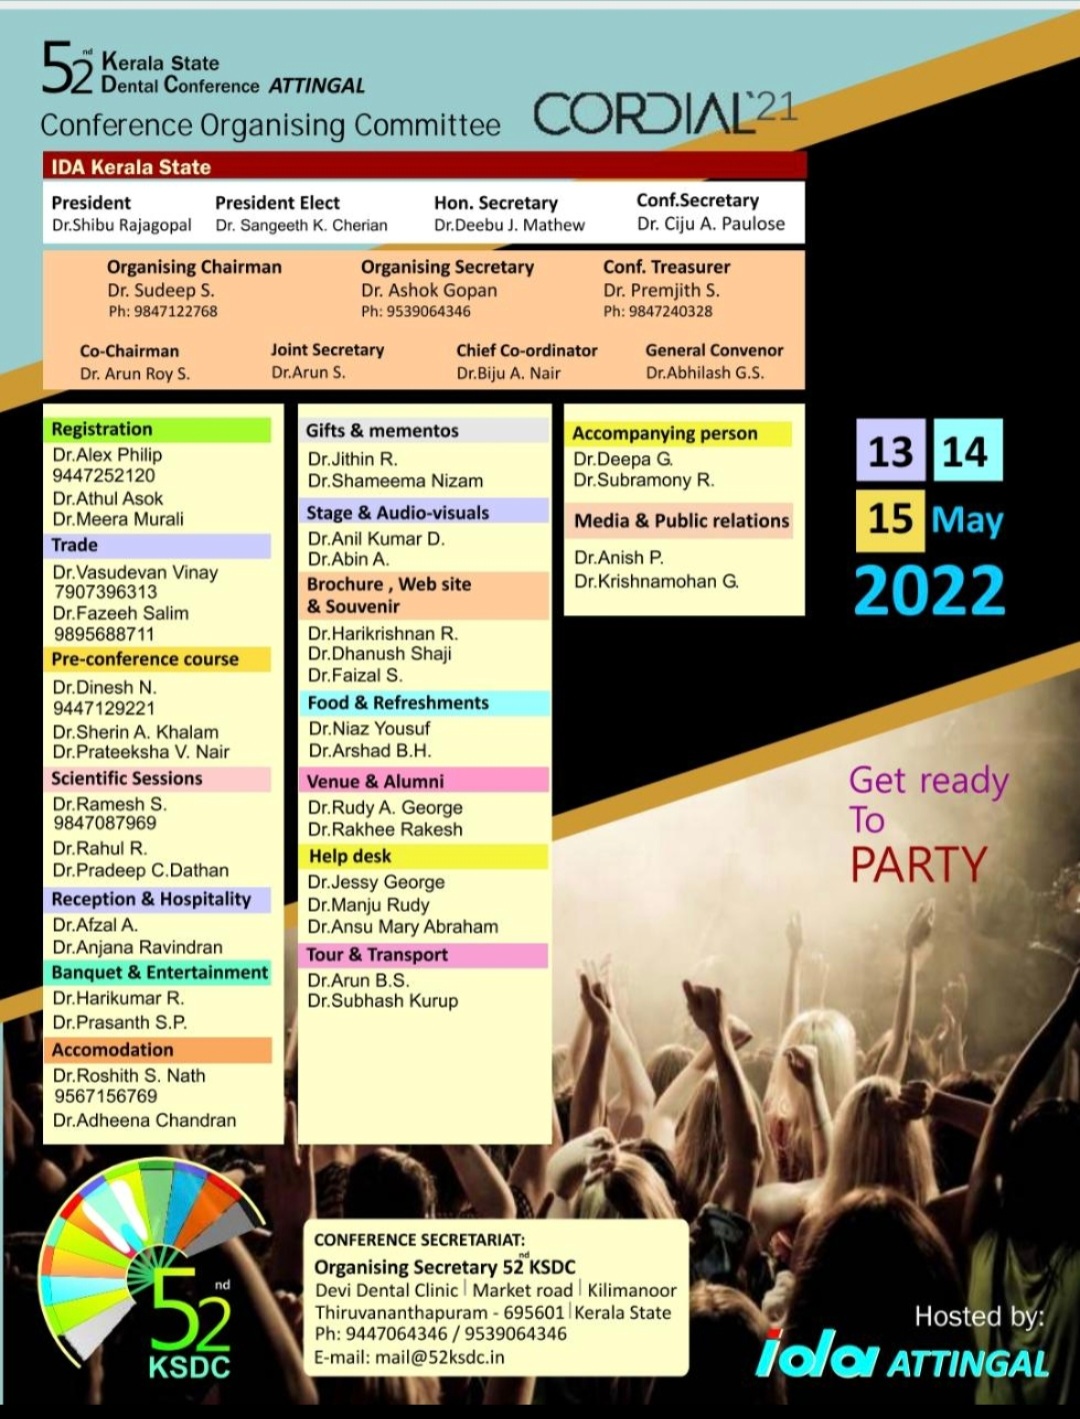 52nd Kerala State
Dental Conference ATTINGAL
Conference Organising Committee
CORDIAL'21
IDA Kerala State
President
Dr.Shibu Rajagopal
President Elect
Dr. Sangeeth K. Cherian
Hon. Secretary
Dr.Deebu J. Mathew
Conf.Secretary
Dr. Ciju A. Paulose
Organising Chairman
Dr. Sudeep S.
Ph: 9847122768
Organising Secretary
Dr. Ashok Gopan
Ph: 9539064346
Conf. Treasurer
Dr. Premjith S.
Ph: 9847240328
Co-Chairman
Dr. Arun Roy S.
Joint Secretary
Dr.Arun S.
Chief Co-ordinator
Dr.Biju A. Nair
General Convenor
Dr.Abhilash G.S.
Registration
Dr.Alex Philip
9447252120
Dr.Athul Asok
Dr.Meera Murali
Trade
Dr.Vasudevan Vinay
7907396313
Dr.Fazeeh Salim
9895688711
Pre-conference course
Dr.Dinesh N.
9447129221
Dr.Sherin A. Khalam
Dr.Prateeksha V. Nair
Scientific Sessions
Dr.Ramesh S.
9847087969
Dr.Rahul R.
Dr.Pradeep C.Dathan
Reception & Hospitality
Dr.Afzal A.
Dr.Anjana Ravindran
Banquet & Entertainment
Dr.Harikumar R.
Dr.Prasanth S.P.
Accomodation
Dr.Roshith S. Nath
9567156769
Dr.Adheena Chandran
Gifts & mementos
Dr.Jithin R.
Dr.Shameema Nizam
Stage & Audio-visuals
Dr.Anil Kumar D.
Dr.Abin A.
Brochure , Web site
& Souvenir
Dr.Harikrishnan R.
Dr.Dhanush Shaji
Dr.Faizal S.
Food & Refreshments
Dr.Niaz Yousuf
Dr.Arshad B.H.
Venue & Alumni
Dr.Rudy A. George
Dr.Rakhee Rakesh
Help desk
Dr.Jessy George
Dr.Manju Rudy
Dr.Ansu Mary Abraham
Tour & Transport
Dr.Arun B.S.
Dr.Subhash Kurup
Accompanying person
Dr.Deepa G.
Dr.Subramony R.
Media & Public relations
Dr.Anish P.
Dr.Krishnamohan G.
13 14
15 May
2022
Get ready
To
PARTY
52nd
KSDC
CONFERENCE SECRETARIAT:
Organising Secretary 52nd KSDC
Devi Dental Clinic | Market road | Kilimanoor
Thiruvananthapuram - 695601 | Kerala State
Ph: 9447064346 / 9539064346
E-mail: mail@52ksdc.in
Hosted by:
ida ATTINGAL